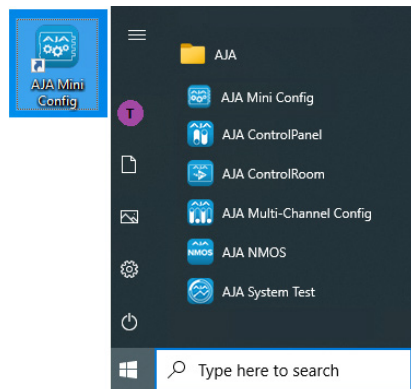 AJA Mini
Config
AJA
AJA Mini Config
T
AJA ControlPanel
AJA ControlRoom
AJA Multi-Channel Config
NMOS
AJA NMOS
AJA System Test
Type here to search